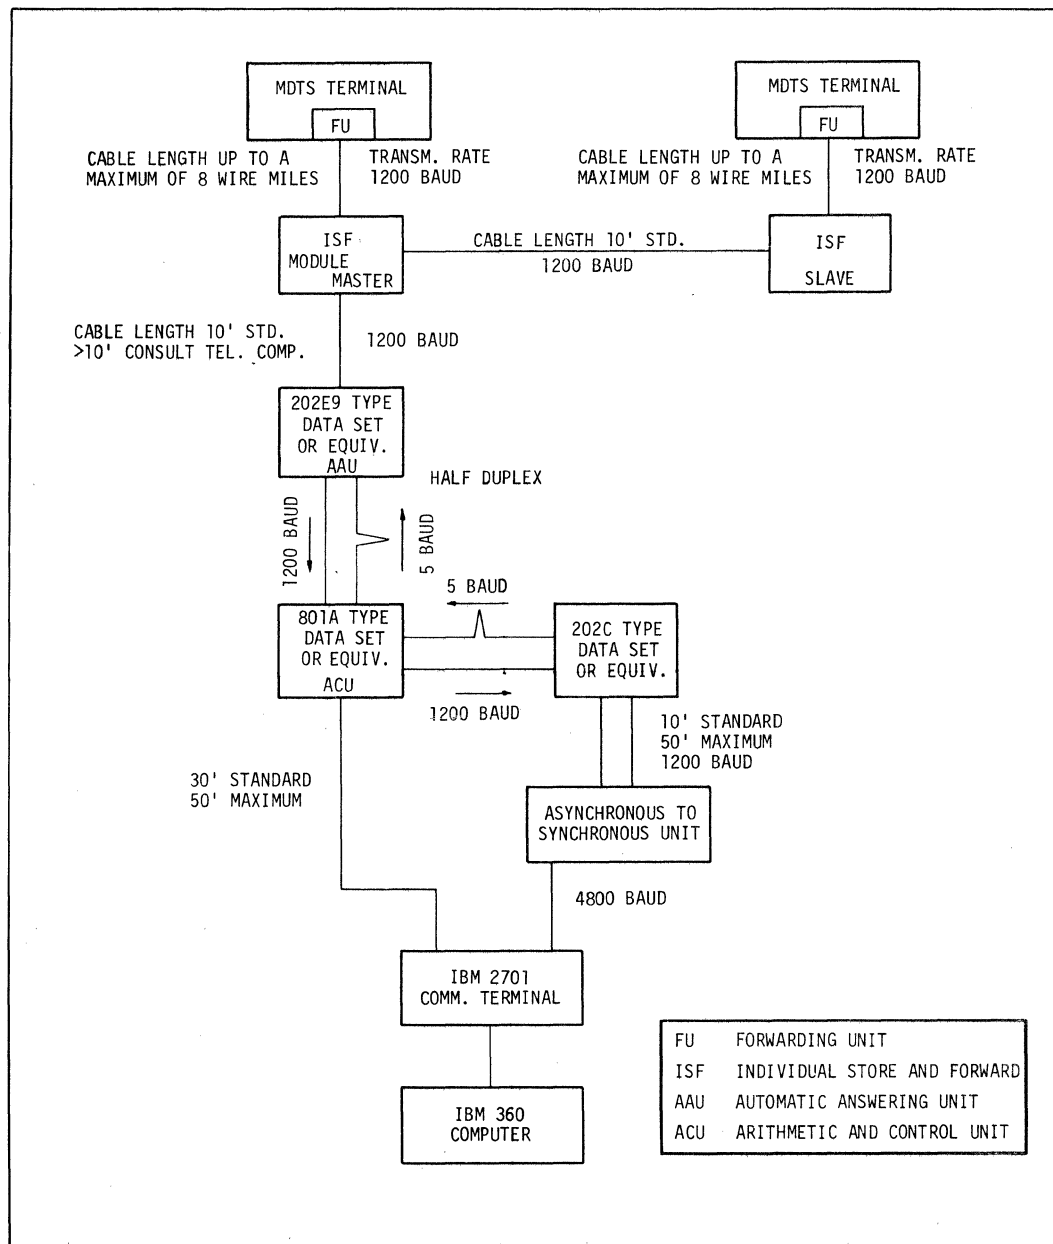 MDTS TERMINAL
FU
MDTS TERMINAL
FU
CABLE LENGTH UP TO A
MAXIMUM OF 8 WIRE MILES
TRANSM. RATE
1200 BAUD
CABLE LENGTH UP TO A
MAXIMUM OF 8 WIRE MILES
TRANSM. RATE
1200 BAUD
ISF
MODULE
MASTER
CABLE LENGTH 10' STD.
1200 BAUD
ISF
SLAVE
CABLE LENGTH 10' STD.
>10' CONSULT TEL. COMP.
1200 BAUD
202E9 TYPE
DATA SET
OR EQUIV.
AAU
HALF DUPLEX
1200 BAUD
5 BAUD
5 BAUD
801A TYPE
DATA SET
OR EQUIV.
ACU
202C TYPE
DATA SET
OR EQUIV.
1200 BAUD
10' STANDARD
50' MAXIMUM
1200 BAUD
30' STANDARD
50' MAXIMUM
ASYNCHRONOUS TO
SYNCHRONOUS UNIT
4800 BAUD
IBM 2701
COMM. TERMINAL
IBM 360
COMPUTER
FU FORWARDING UNIT
ISF INDIVIDUAL STORE AND FORWARD
AAU AUTOMATIC ANSWERING UNIT
ACU ARITHMETIC AND CONTROL UNIT